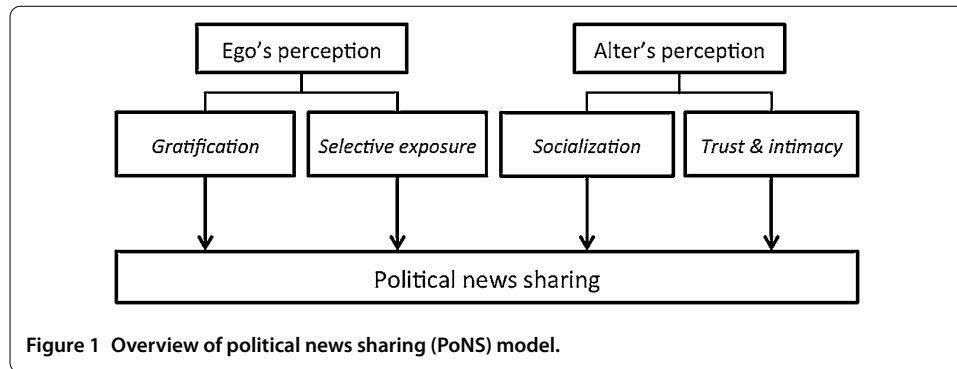 Ego’s perception
Alter’s perception
Gratification
Selective exposure
Socialization
Trust & intimacy
Political news sharing
Figure 1 Overview of political news sharing (PoNS) model.